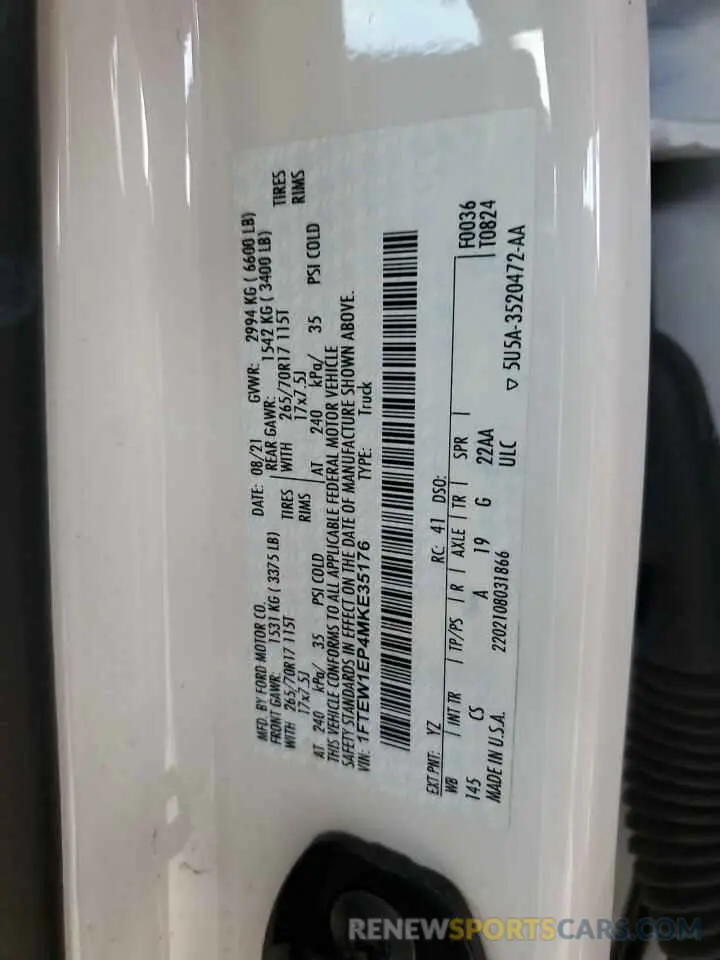 MFD. BY FORD MOTOR CO.
DATE: 08/21 GVWR: 2994 KG ( 6600 LB)
FRONT GAWR: 1531 KG ( 3375 LB) REAR GAWR: 1542 KG ( 3400 LB)
WITH 265/70R17 115T TIRES WITH 265/70R17 115T TIRES
17x7.5J RIMS 17x7.5J RIMS
AT 240 kPa/ 35 PSI COLD AT 240 kPa/ 35 PSI COLD
THIS VEHICLE CONFORMS TO ALL APPLICABLE FEDERAL MOTOR VEHICLE
SAFETY STANDARDS IN EFFECT ON THE DATE OF MANUFACTURE SHOWN ABOVE.
VIN: 1FTEW1EP4MKE35176 TYPE: Truck
EXT PNT: YZ RC: 41 DSO:
WB INT TR TP/PS R AXLE TR SPR F0036
145 CS A 19 G 22AA T0824
MADE IN U.S.A. 2202108031866 ULC ▽ 5U5A-3520472-AA
RENEWSPORTSCARS.COM